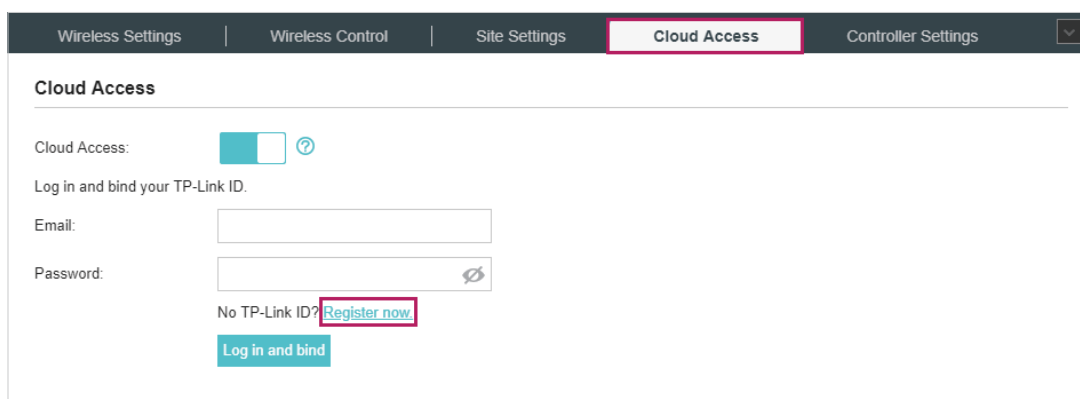 Wireless Settings | Wireless Control | Site Settings Cloud Access Controller Settings
Cloud Access
Cloud Access: ?
Log in and bind your TP-Link ID.
Email:
Password:
No TP-Link ID? Register now.
Log in and bind